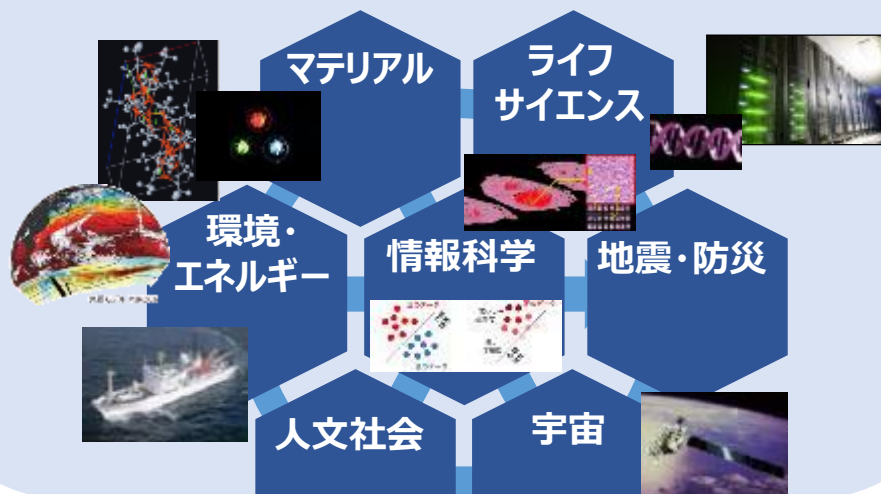 マテリアル
ライフ
サイエンス
環境・
エネルギー
情報科学
地震・防災
人文社会
宇宙